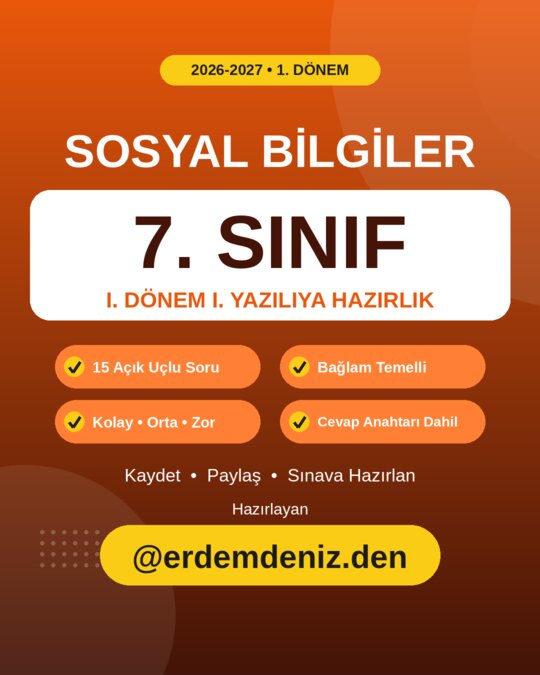 2026-2027 • 1. DÖNEM
SOSYAL BİLGİLER
7. SINIF
I. DÖNEM I. YAZILIYA HAZIRLIK
15 Açık Uçlu Soru
Bağlam Temelli
Kolay • Orta • Zor
Cevap Anahtarı Dahil
Kaydet • Paylaş • Sınava Hazırlan
Hazırlayan
@erdemdeniz.den